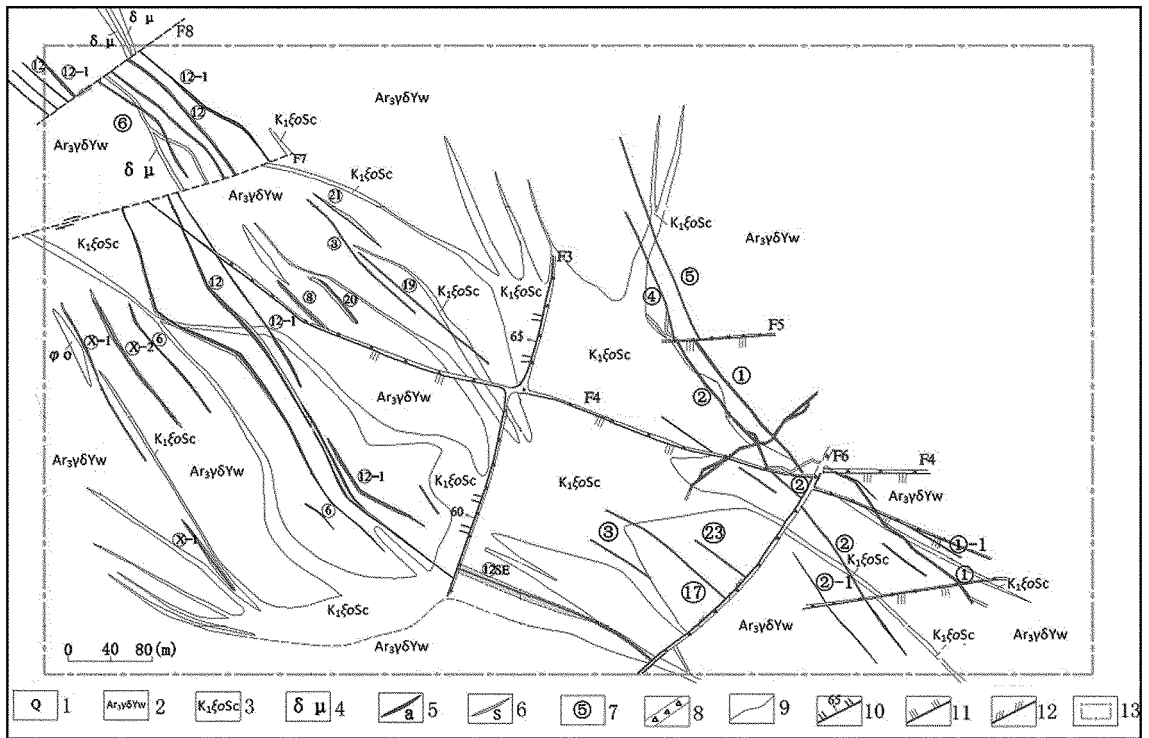 δ μ
δ μ
F8
⑫
⑫-1
⑫-1
⑫
Ar₃γδYw
K₁ξoSc
⑥
Ar₃γδYw
δ μ
F7
K₁ξoSc
Ar₃γδYw
㉑
K₁ξoSc
Ar₃γδYw
③
F3
⑤
K₁ξoSc
⑫
⑧
⑳
⑲
K₁ξoSc
K₁ξoSc
④
⑫-1
F5
65
φ o
Ⓧ-1
Ⓧ-2
⑥
K₁ξoSc
K₁ξoSc
①
Ar₃γδYw
F4
②
K₁ξoSc
Ar₃γδYw
Ar₃γδYw
⑫-1
K₁ξoSc
K₁ξoSc
F6
F4
②
Ar₃γδYw
⑥
60
Ⓧ-1
③
㉓
②
①-1
K₁ξoSc
①
K₁ξoSc
⑫SE
⑰
②-1
K₁ξoSc
Ar₃γδYw
K₁ξoSc
Ar₃γδYw
Ar₃γδYw
0 40 80(m)
Q 1 Ar₃γδYw 2 K₁ξoSc 3 δ μ 4 a 5 s 6 ⑤ 7 8 9 65 10 11 12 13